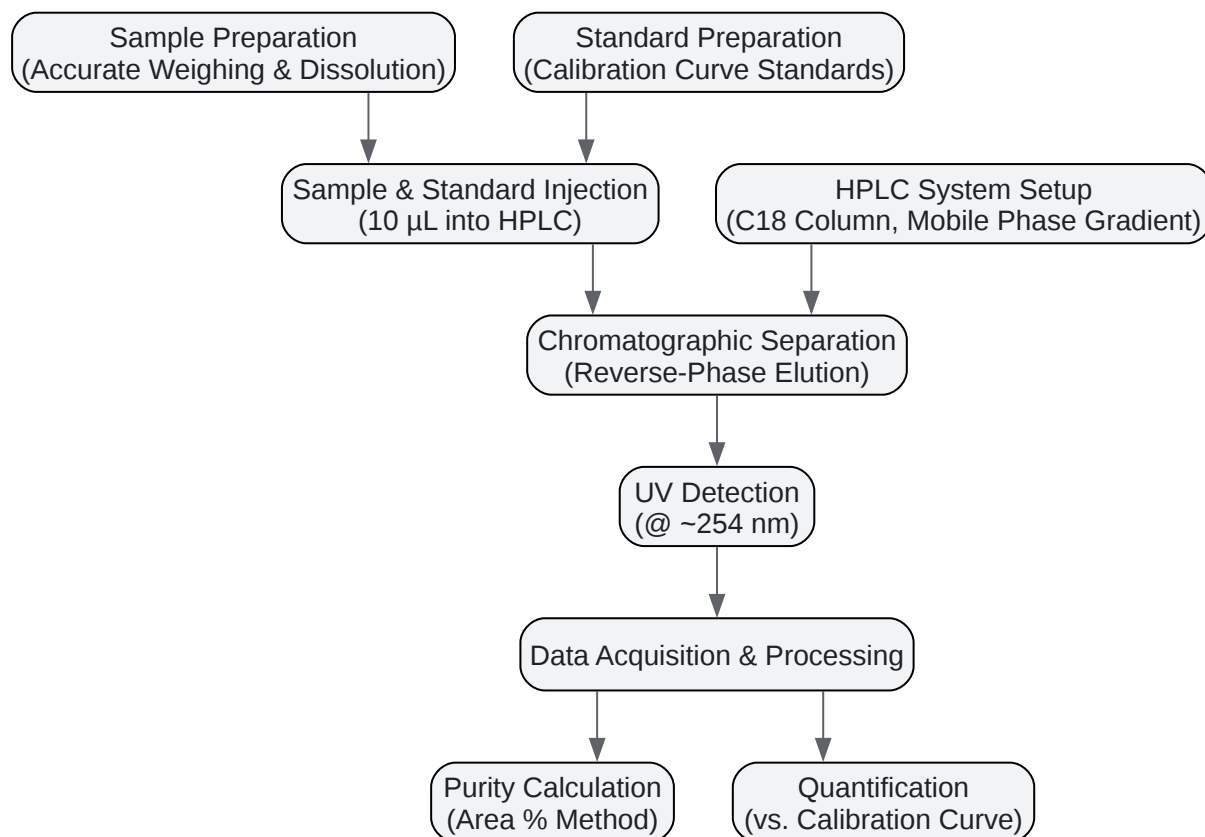 Sample Preparation
(Accurate Weighing & Dissolution)
Standard Preparation
(Calibration Curve Standards)
Sample & Standard Injection
(10 µL into HPLC)
HPLC System Setup
(C18 Column, Mobile Phase Gradient)
Chromatographic Separation
(Reverse-Phase Elution)
UV Detection
(@ ~254 nm)
Data Acquisition & Processing
Purity Calculation
(Area % Method)
Quantification
(vs. Calibration Curve)